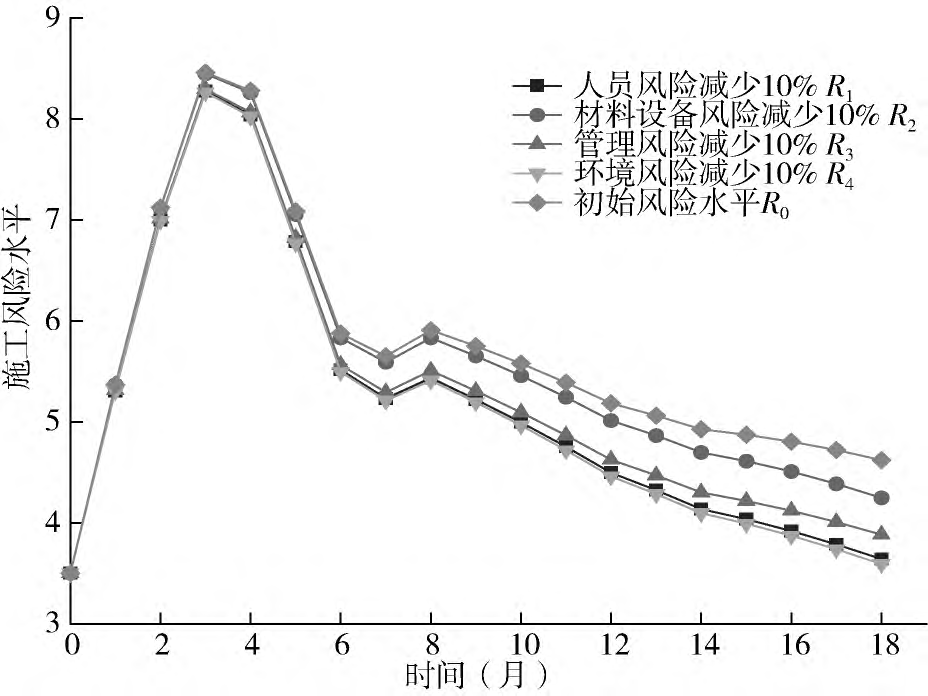 9
8
7
6
5
4
3
施工风险水平
人员风险减少10% R1
材料设备风险减少10% R2
管理风险减少10% R3
环境风险减少10% R4
初始风险水平R0
0 2 4 6 8 10 12 14 16 18
时间（月）